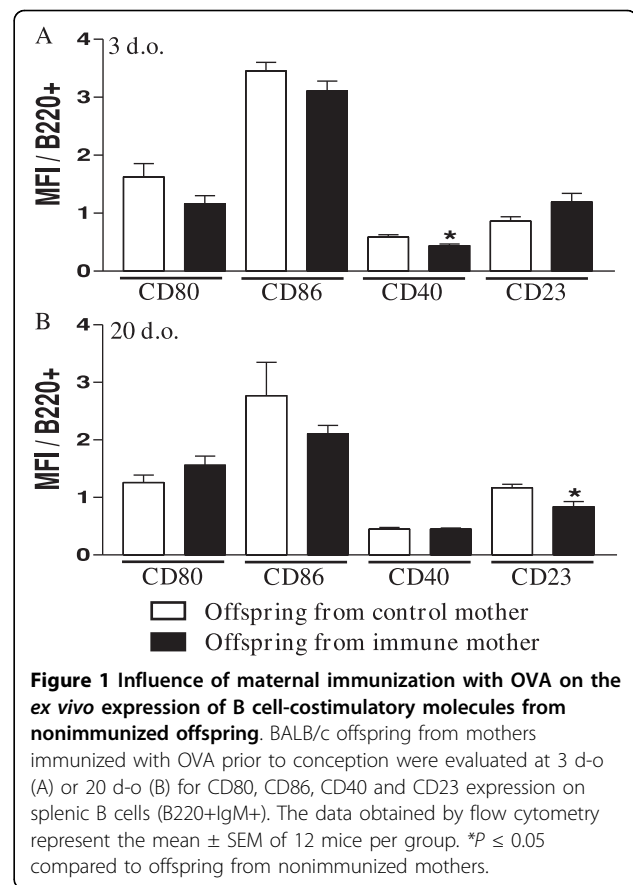 A
3 d.o.
MFI / B220+
4
3
2
1
0
*
CD80 CD86 CD40 CD23
B
20 d.o.
MFI / B220+
4
3
2
1
0
*
CD80 CD86 CD40 CD23
Offspring from control mother
Offspring from immune mother
Figure 1 Influence of maternal immunization with OVA on the
ex vivo expression of B cell-costimulatory molecules from
nonimmunized offspring. BALB/c offspring from mothers
immunized with OVA prior to conception were evaluated at 3 d-o
(A) or 20 d-o (B) for CD80, CD86, CD40 and CD23 expression on
splenic B cells (B220+IgM+). The data obtained by flow cytometry
represent the mean ± SEM of 12 mice per group. *P ≤ 0.05
compared to offspring from nonimmunized mothers.